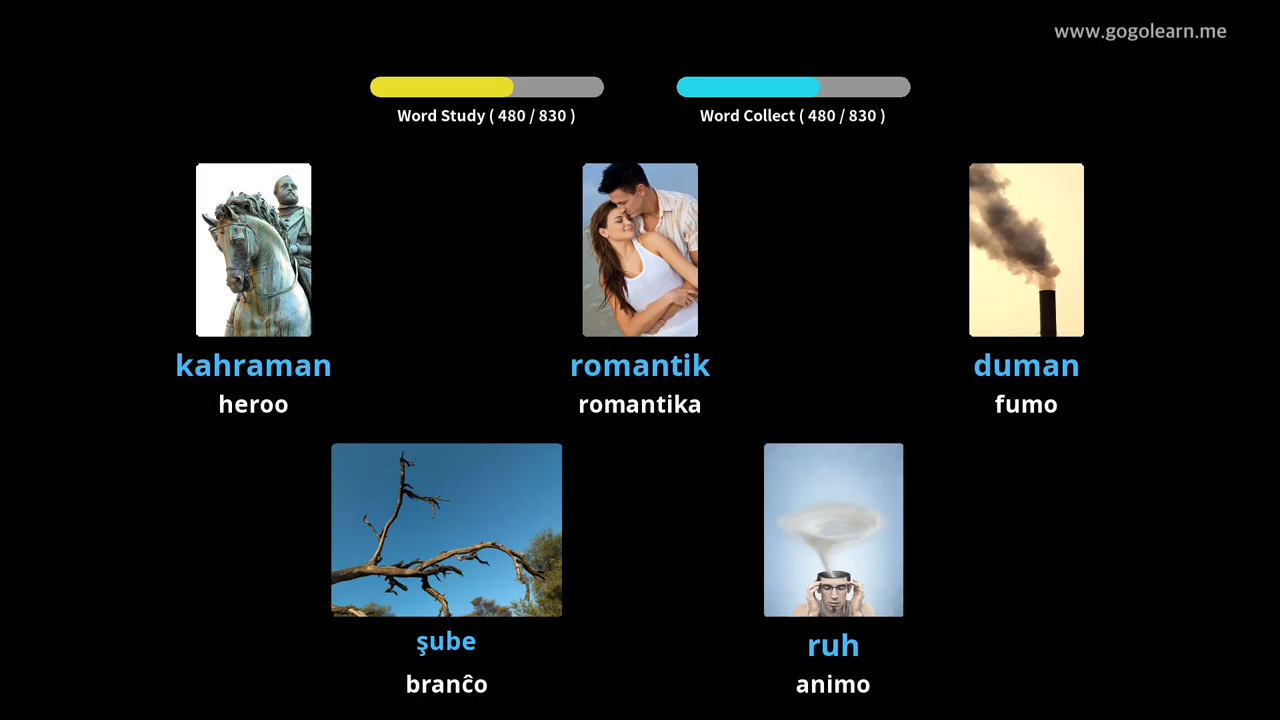 www.gogolearn.me
Word Study ( 480 / 830 )
Word Collect ( 480 / 830 )
kahraman
heroo
romantik
romantika
duman
fumo
şube
branĉo
ruh
animo